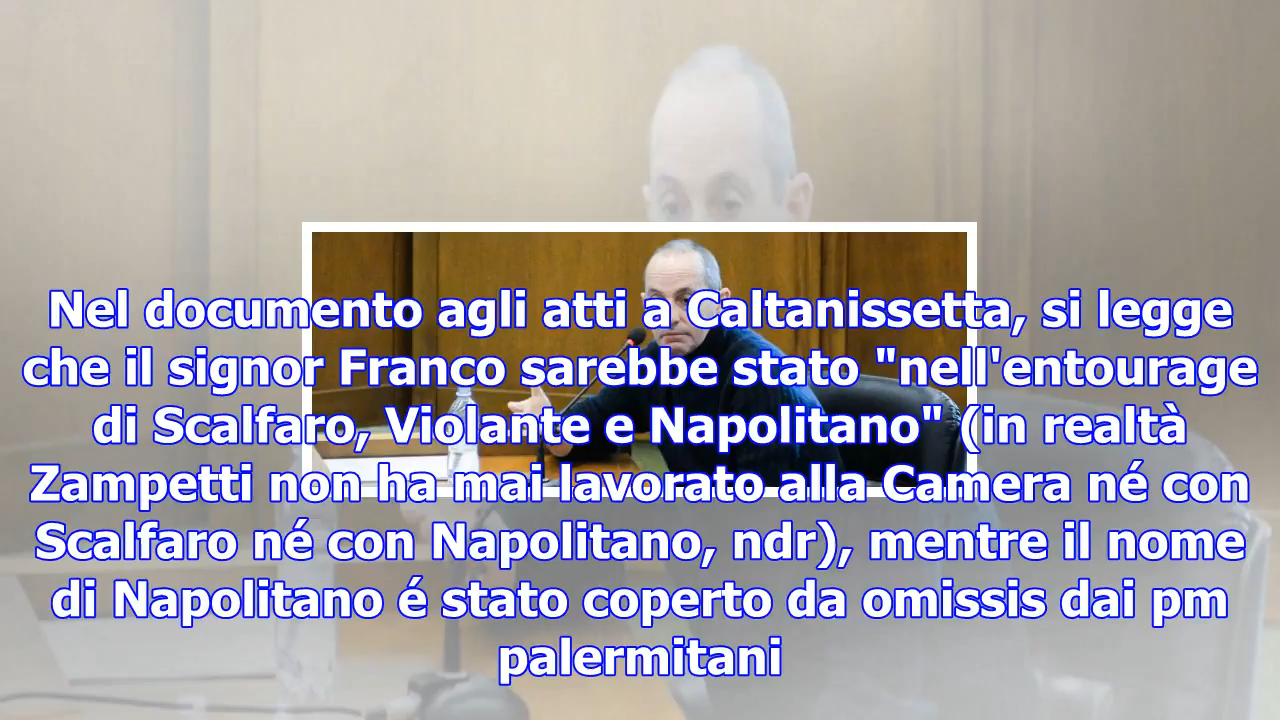 Nel documento agli atti a Caltanissetta, si legge
che il signor Franco sarebbe stato "nell'entourage
di Scalfaro, Violante e Napolitano" (in realtà
Zampetti non ha mai lavorato alla Camera né con
Scalfaro né con Napolitano, ndr), mentre il nome
di Napolitano é stato coperto da omissis dai pm
palermitani